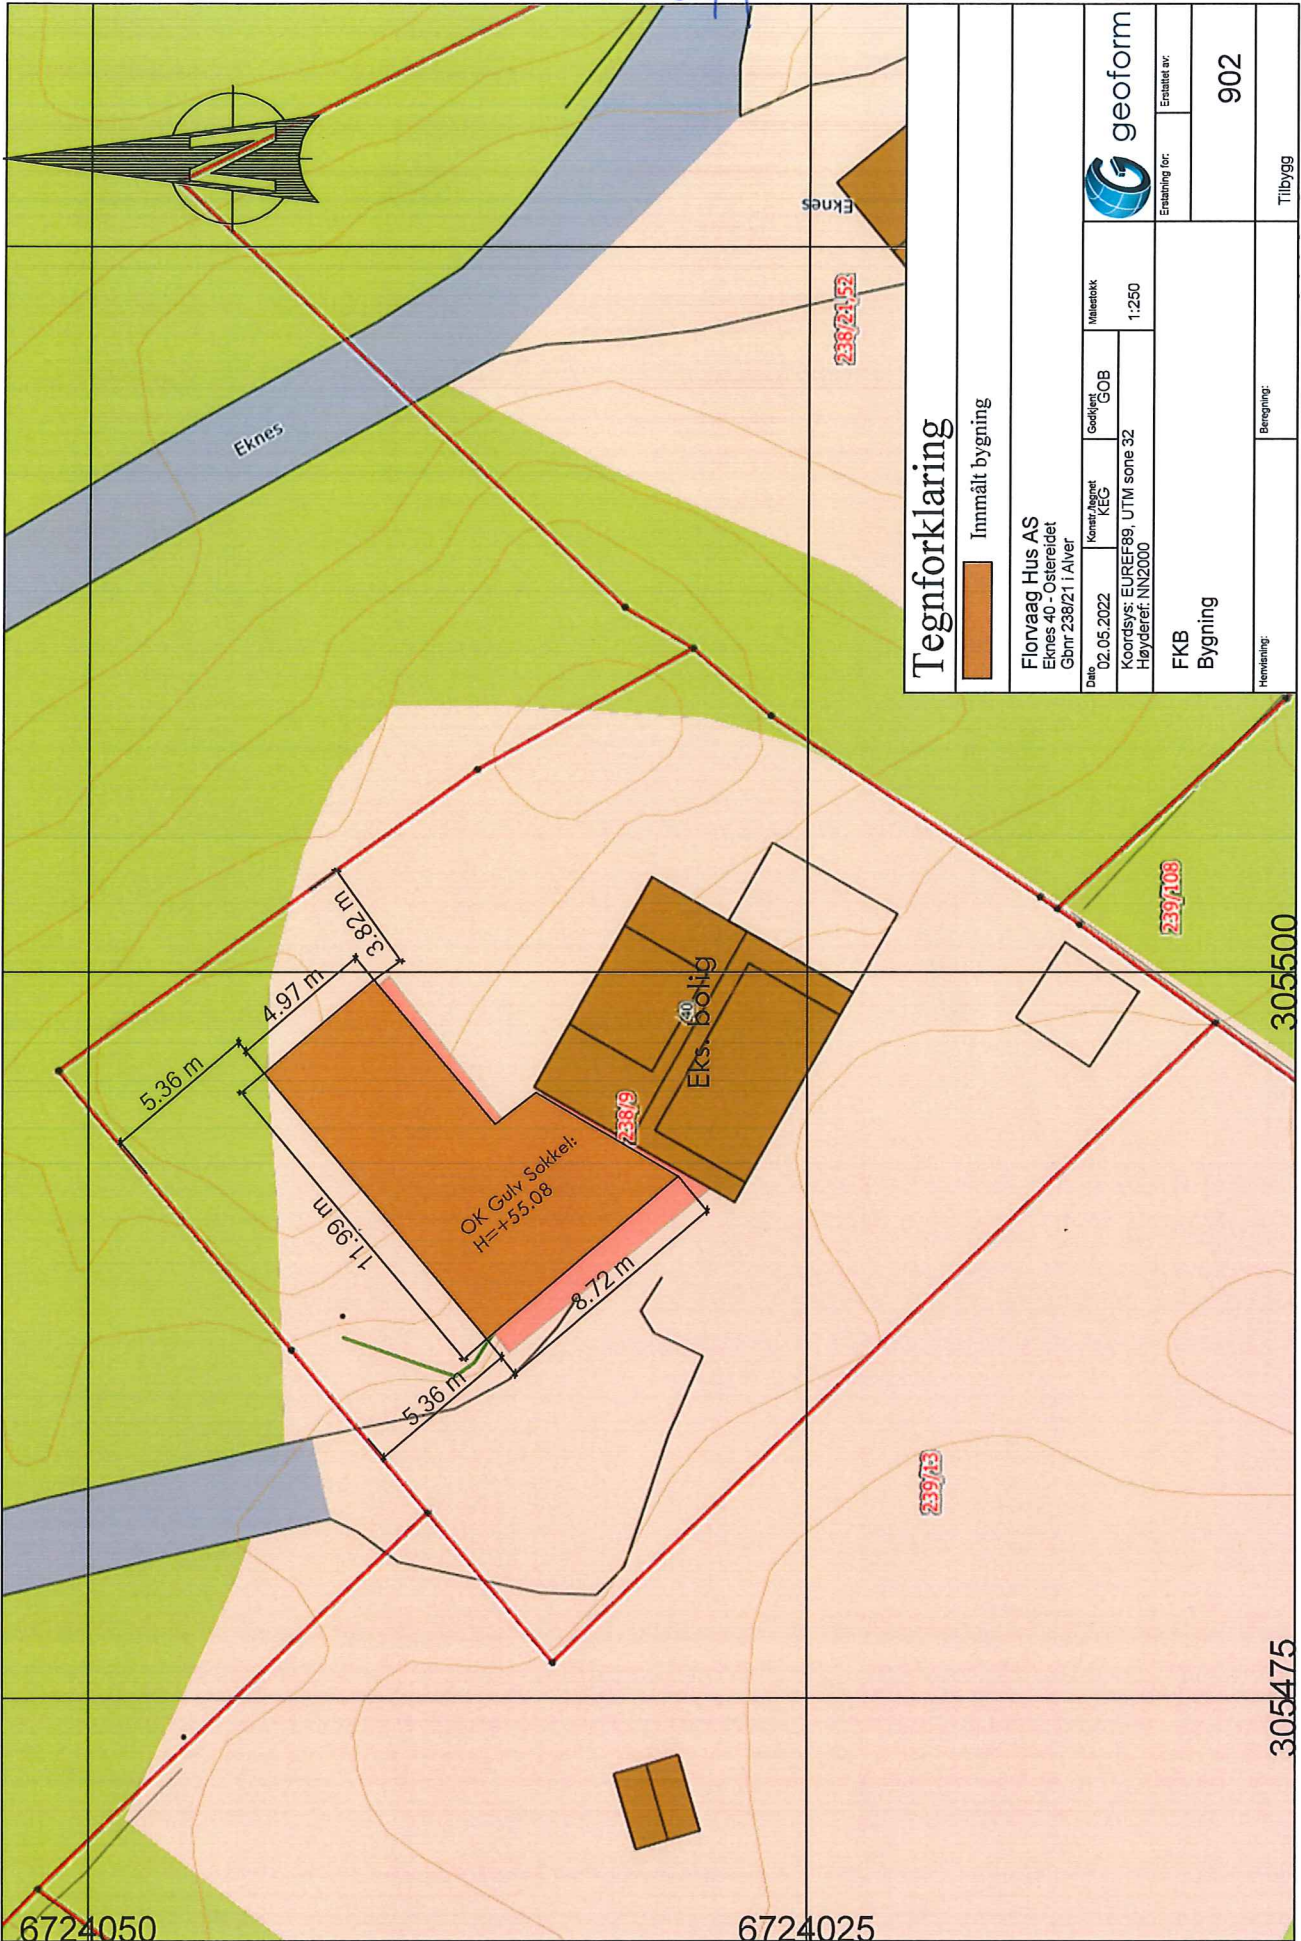 Eknes
Eknes
238/21,52
3.82 m
4.97 m
5.36 m
11.99 m
5.36 m
8.72 m
OK Gulv Sokkel:
H=+55.08
238/9
40
Eks. bolig
239/108
239/13
305500
305475
6724050
6724025
Tegnforklaring
Innmålt bygning
Florvaag Hus AS
Eknes 40 - Ostereidet
Gbnr 238/21 i Alver
Dato
02.05.2022
Konstr./tegnet
KEG
Godkjent
GOB
Målestokk
1:250
Koordsys: EUREF89, UTM sone 32
Høyderef: NN2000
geoform
FKB
Bygning
Erstatning for:
Erstattet av:
902
Henvisning:
Beregning:
Tilbygg